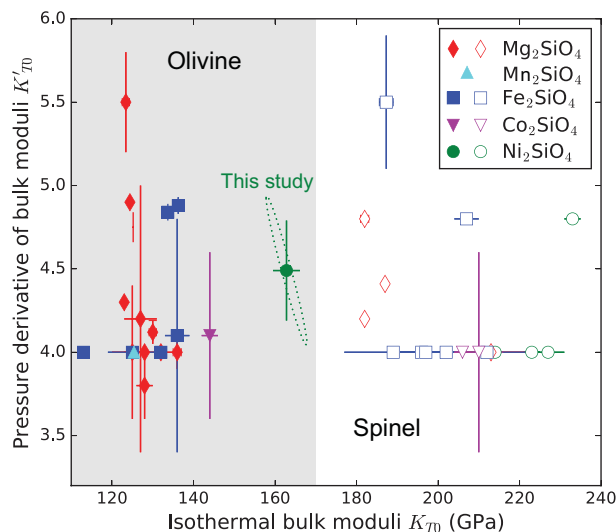 Olivine
Mg₂SiO₄
Mn₂SiO₄
Fe₂SiO₄
Co₂SiO₄
Ni₂SiO₄
This study
Spinel
Pressure derivative of bulk moduli K′T0
6.0
5.5
5.0
4.5
4.0
3.5
120 140 160 180 200 220 240
Isothermal bulk moduli KT0 (GPa)